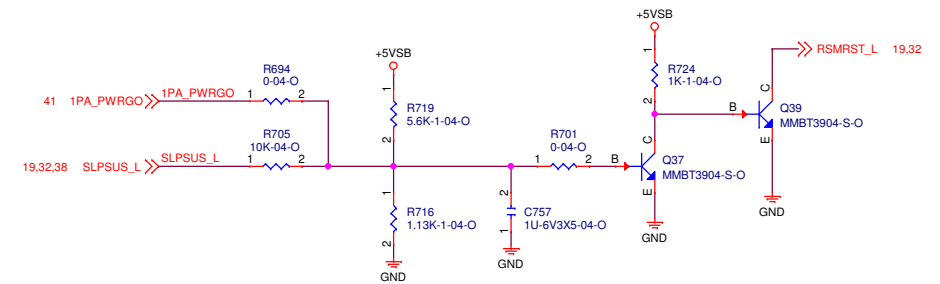 +5VSB
+5VSB
1
R724
1K-1-04-O
2
RSMRST_L 19,32
R694
0-04-O
41 1PA_PWRGO 1PA_PWRGO 1 2
1
R719
5.6K-1-04-O
2
C
B
Q39
MMBT3904-S-O
E
GND
R705
10K-04-O
19,32,38 SLPSUS_L SLPSUS_L 1 2
R701
0-04-O
1 2
B
C
Q37
MMBT3904-S-O
E
GND
1
R716
1.13K-1-04-O
2
GND
2
C757
1U-6V3X5-04-O
1
GND